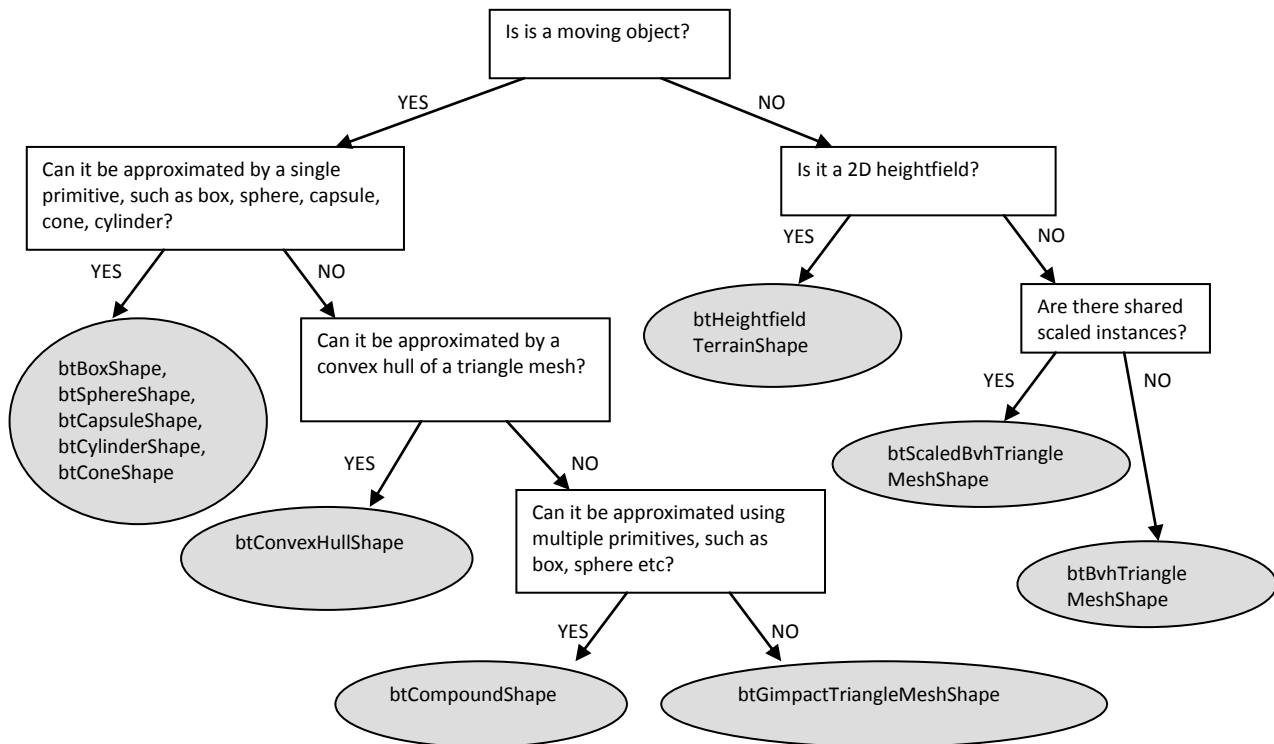 Is is a moving object?
YES
NO
Can it be approximated by a single
primitive, such as box, sphere, capsule,
cone, cylinder?
Is it a 2D heightfield?
YES
NO
YES
NO
btBoxShape,
btSphereShape,
btCapsuleShape,
btCylinderShape,
btConeShape
Can it be approximated by a
convex hull of a triangle mesh?
btHeightfield
TerrainShape
Are there shared
scaled instances?
YES
NO
YES
NO
btConvexHullShape
Can it be approximated using
multiple primitives, such as
box, sphere etc?
btScaledBvhTriangle
MeshShape
btBvhTriangle
MeshShape
YES
NO
btCompoundShape
btGimpactTriangleMeshShape